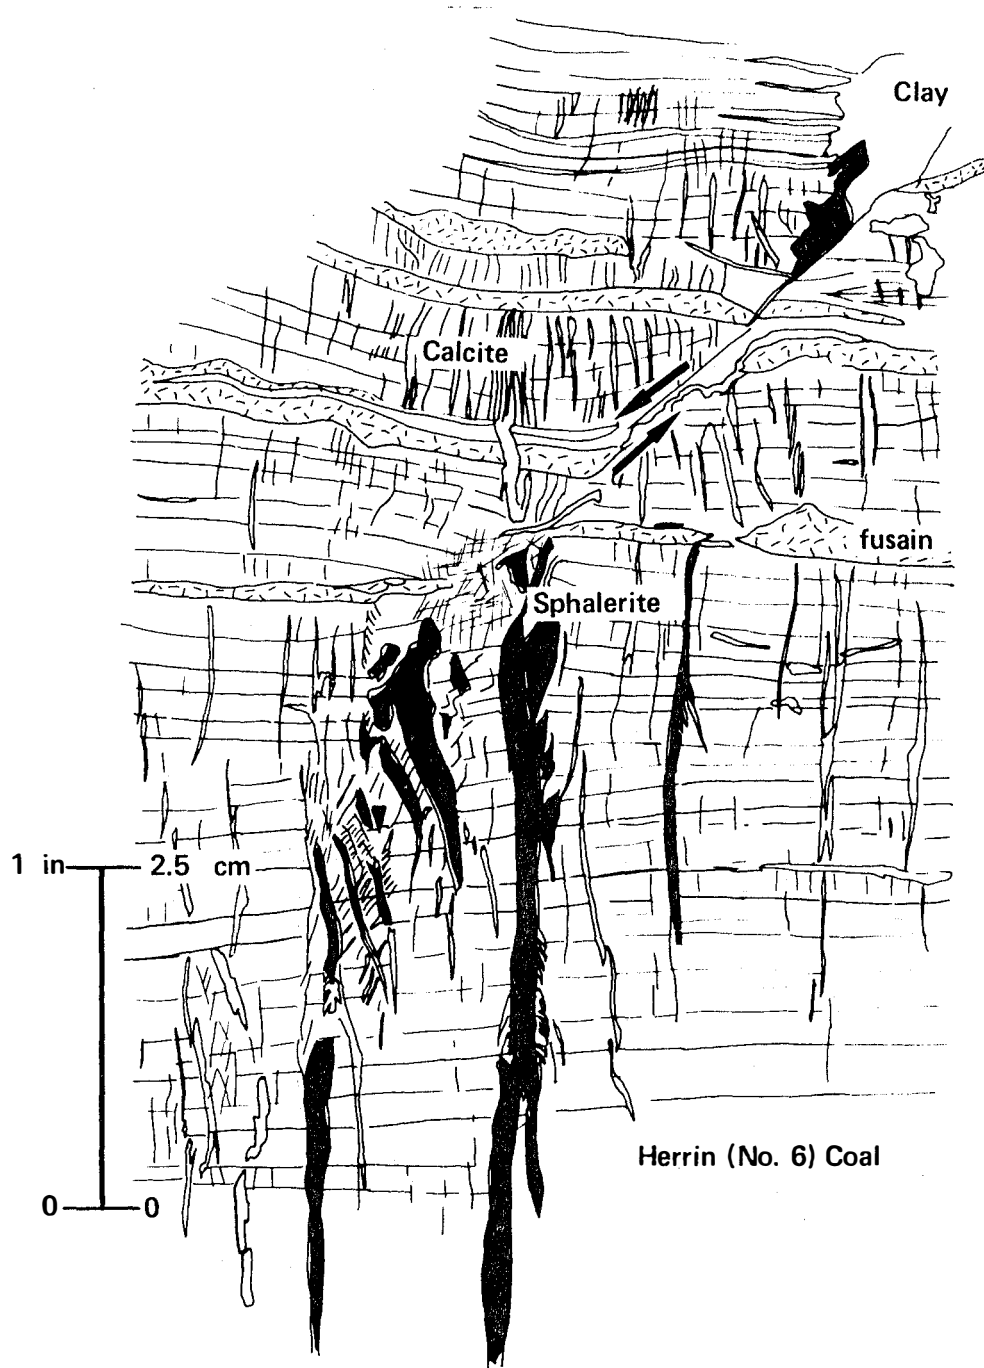 Clay
Calcite
fusain
Sphalerite
1 in 2.5 cm
Herrin (No. 6) Coal
0 0